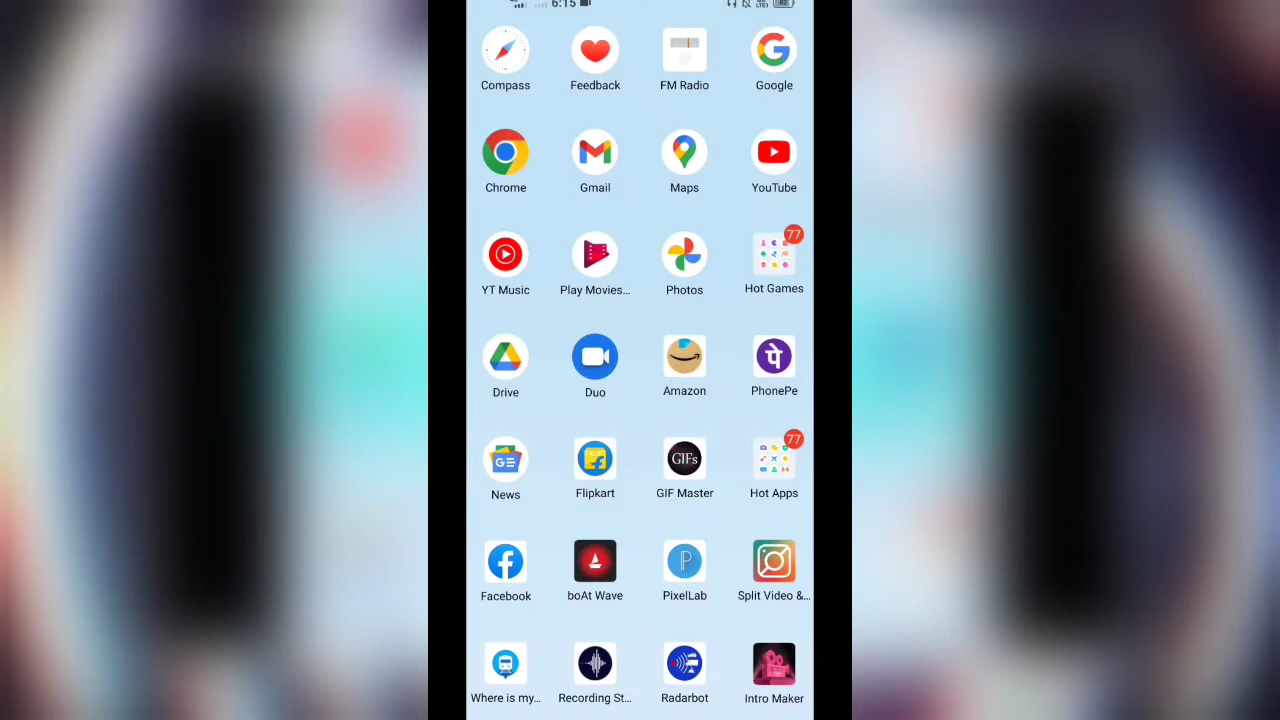 6:15
Compass Feedback FM Radio Google
Chrome Gmail Maps YouTube
77
YT Music Play Movies... Photos Hot Games
पे
Drive Duo Amazon PhonePe
GE GIFs 77
News Flipkart GIF Master Hot Apps
Facebook boAt Wave PixelLab Split Video &...
Where is my... Recording St... Radarbot Intro Maker